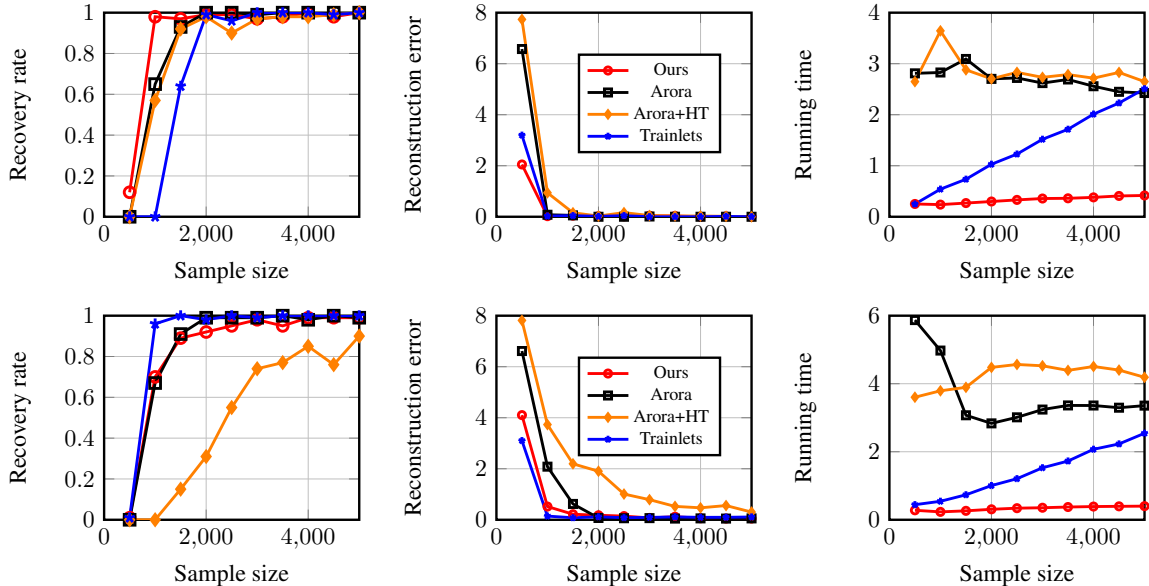 Recovery rate
1
0.8
0.6
0.4
0.2
0
0
2,000
4,000
Sample size
Reconstruction error
8
6
4
2
0
0
2,000
4,000
Sample size
Ours
Arora
Arora+HT
Trainlets
Running time
4
3
2
1
0
0
2,000
4,000
Sample size
Recovery rate
1
0.8
0.6
0.4
0.2
0
0
2,000
4,000
Sample size
Reconstruction error
8
6
4
2
0
0
2,000
4,000
Sample size
Ours
Arora
Arora+HT
Trainlets
Running time
6
4
2
0
0
2,000
4,000
Sample size